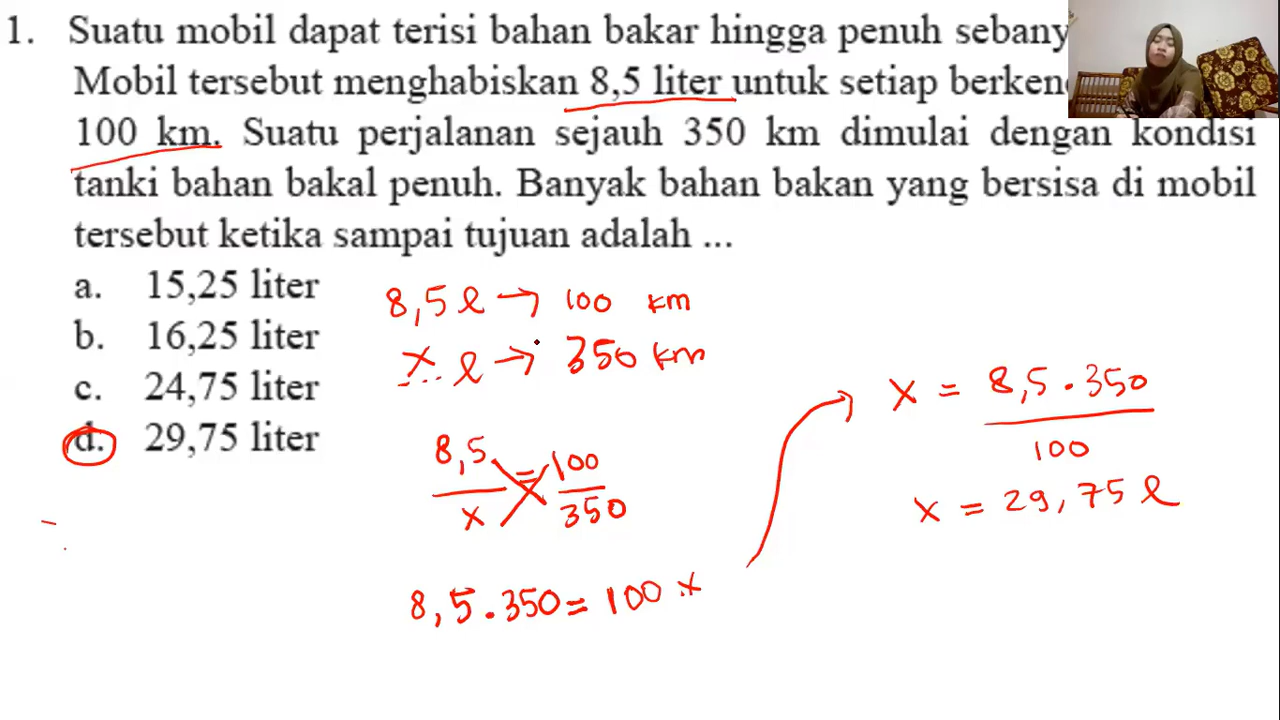 1. Suatu mobil dapat terisi bahan bakar hingga penuh
Mobil tersebut menghabiskan 8,5 liter untuk setiap
100 km. Suatu perjalanan sejauh 350 km dimulai dengan kondisi
tanki bahan bakal penuh. Banyak bahan bakan yang bersisa di mobil
tersebut ketika sampai tujuan adalah ...
a. 15,25 liter
b. 16,25 liter
c. 24,75 liter
d. 29,75 liter
8,5 l → 100 km
x l → 350 km
8,5/x = 100/350
8,5 . 350 = 100 x
x = 8,5 . 350/100
x = 29,75 l